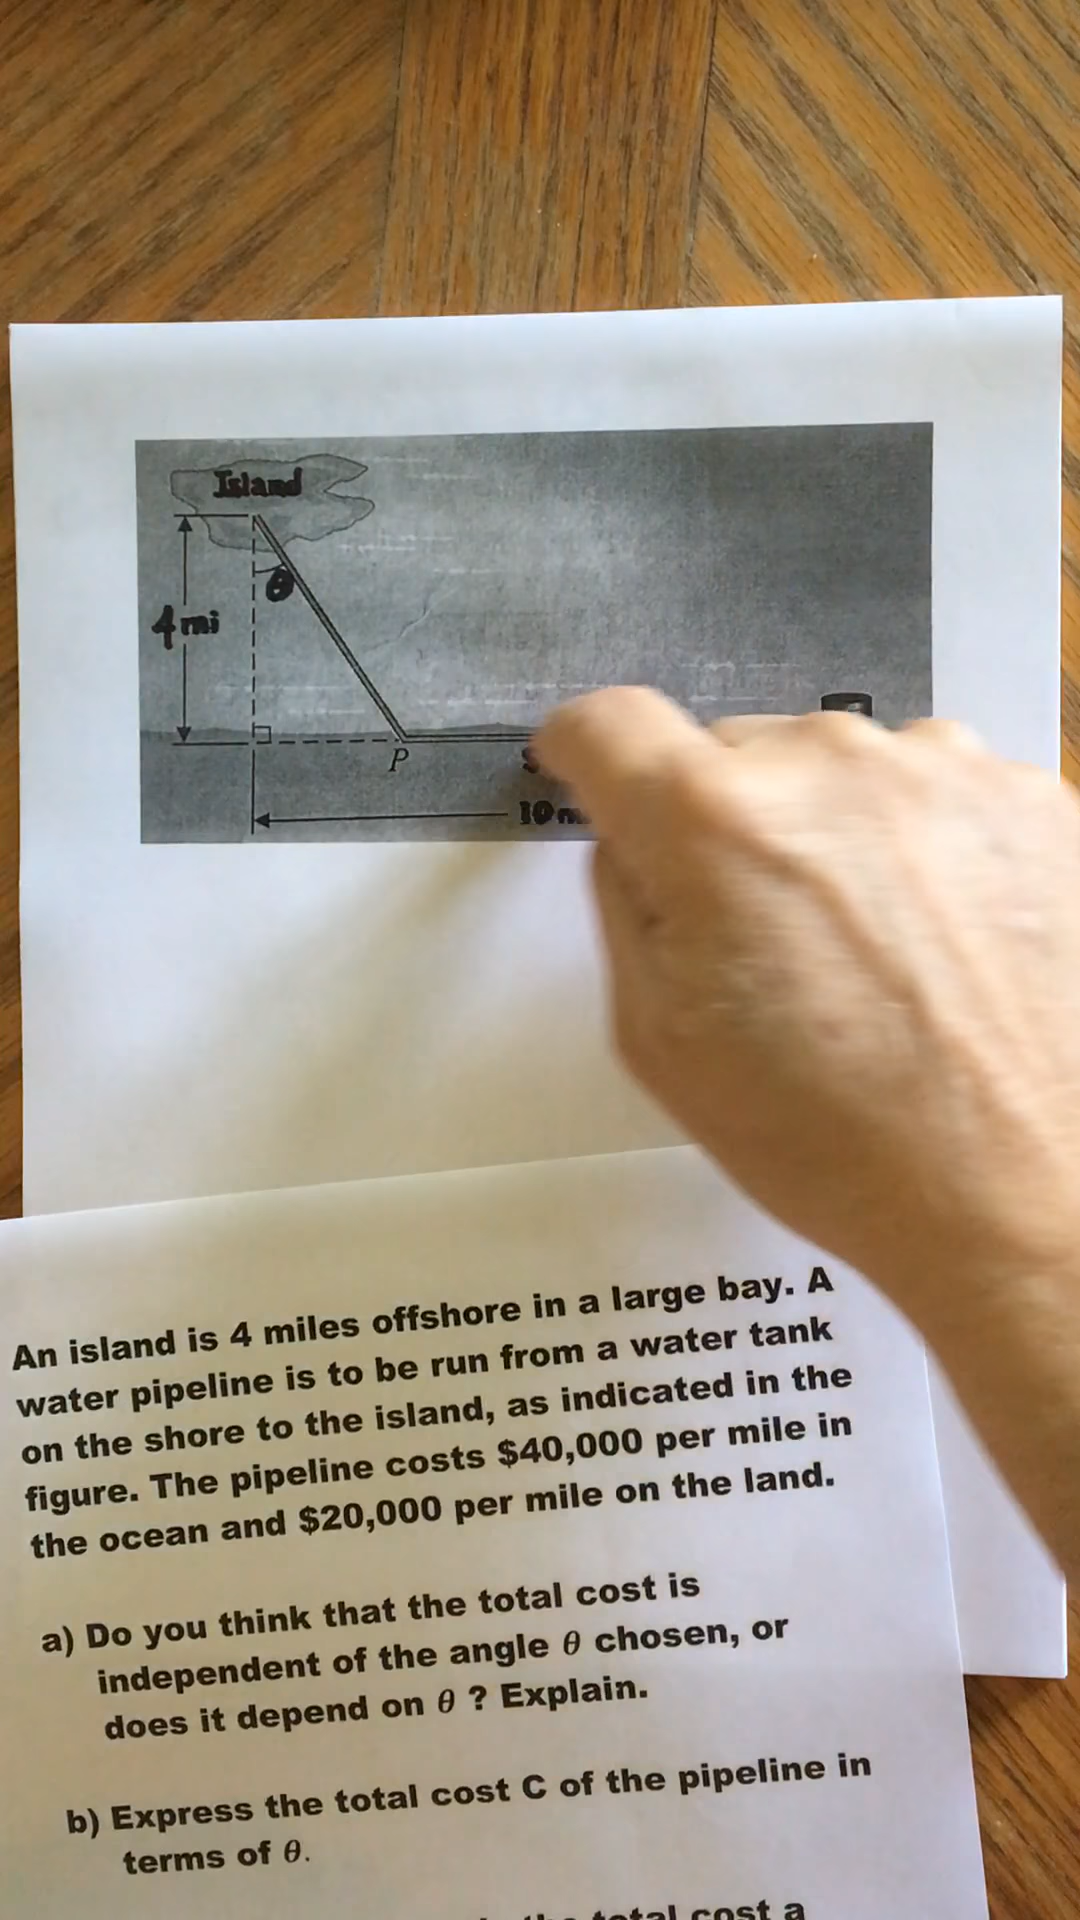 Island
θ
4 mi
P
10
An island is 4 miles offshore in a large bay. A
water pipeline is to be run from a water tank
on the shore to the island, as indicated in the
figure. The pipeline costs $40,000 per mile in
the ocean and $20,000 per mile on the land.
a) Do you think that the total cost is
independent of the angle θ chosen, or
does it depend on θ ? Explain.
b) Express the total cost C of the pipeline in
terms of θ.
total cost a